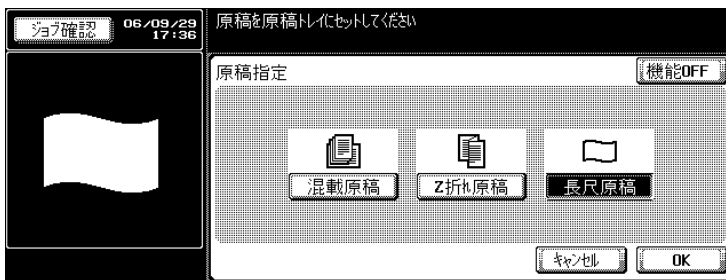 ジョブ確認
06/09/29
17:36
原稿を原稿トレイにセットしてください
原稿指定
機能OFF
混載原稿
Z折れ原稿
長尺原稿
キャンセル
OK